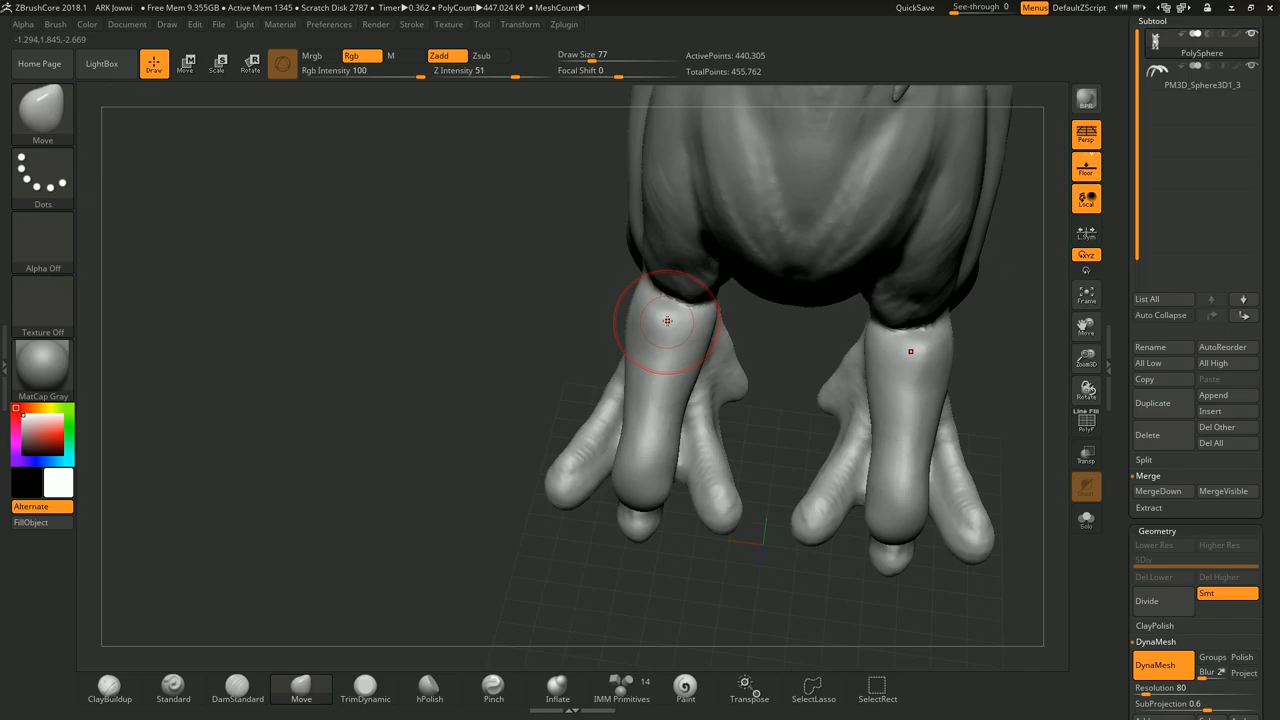 ZBrushCore 2018.1 ARK Jowwi • Free Mem 9.355GB • Active Mem 1345 • Scratch Disk 2787 • Timer▶0.362 • PolyCount▶447.024 KP • MeshCount▶1 QuickSave See-through 0 Menus DefaultZScript
Alpha Brush Color Document Draw Edit File Layer Light Material Preferences Render Stroke Texture Tool Transform Zplugin
-1.294,1.845,-2.669
Home Page LightBox Draw Move Scale Rotate
Mrgb Rgb M Zadd Zsub
Rgb Intensity 100 Z Intensity 51
Draw Size 77
Focal Shift 0
ActivePoints: 440,305
TotalPoints: 455,762
Move
Dots
Alpha Off
Texture Off
MatCap Gray
Alternate
FillObject
BPR
Persp
Floor
Local
L.Sym
XYZ
Frame
Move
Zoom3D
Rotate
Line Fill
PolyF
Transp
Ghost
Solo
Subtool
PolySphere
PM3D_Sphere3D1_3
List All
Auto Collapse
Rename AutoReorder
All Low All High
Copy Paste
Duplicate Append
Insert
Delete Del Other
Del All
Split
Merge
MergeDown MergeVisible
Extract
Geometry
Lower Res Higher Res
SDiv
Del Lower Del Higher
Divide Smt
ClayPolish
DynaMesh
DynaMesh Groups Polish
Blur 2 Project
Resolution 80
SubProjection 0.6
ClayBuildup Standard DamStandard Move TrimDynamic hPolish Pinch Inflate IMM Primitives 14 Paint Transpose SelectLasso SelectRect